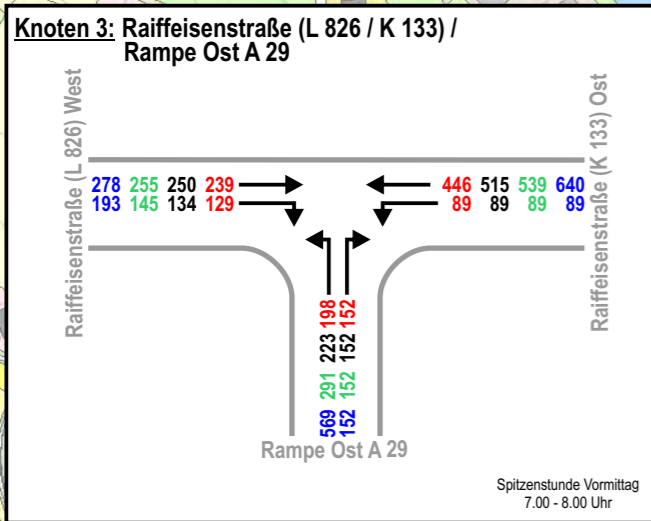 Knoten 3: Raiffeisenstraße (L 826 / K 133) /
Rampe Ost A 29
Raiffeisenstraße (L 826) West
278 255 250 239
193 145 134 129
446 515 539 640
89 89 89 89
Raiffeisenstraße (K 133) Ost
569 291 223 198
152 152 152 152
Rampe Ost A 29
Spitzenstunde Vormittag
7.00 - 8.00 Uhr